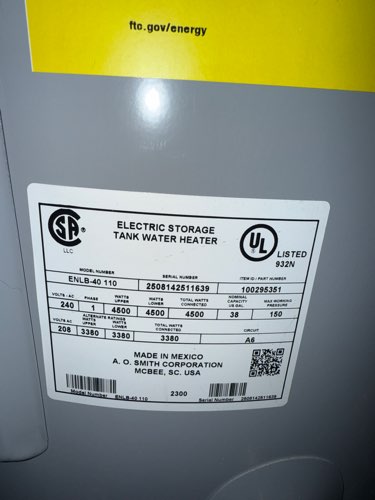 ftc.gov/energy
CSA
LLC
ELECTRIC STORAGE
TANK WATER HEATER
UL
LISTED
932N
MODEL NUMBER SERIAL NUMBER ITEM ID / PART NUMBER
ENLB-40 110 2508142511639 100295351
VOLTS - AC PHASE WATTS UPPER WATTS LOWER TOTAL WATTS CONNECTED NOMINAL CAPACITY US GAL. MAX WORKING PRESSURE
240 1 4500 4500 4500 38 150
VOLTS - AC ALTERNATE RATINGS WATTS UPPER WATTS LOWER TOTAL WATTS CONNECTED CIRCUIT
208 3380 3380 3380 A6
MADE IN MEXICO
A. O. SMITH CORPORATION
MCBEE, SC. USA
2300
Model Number ENLB-40 110 Serial Number 2508142511639